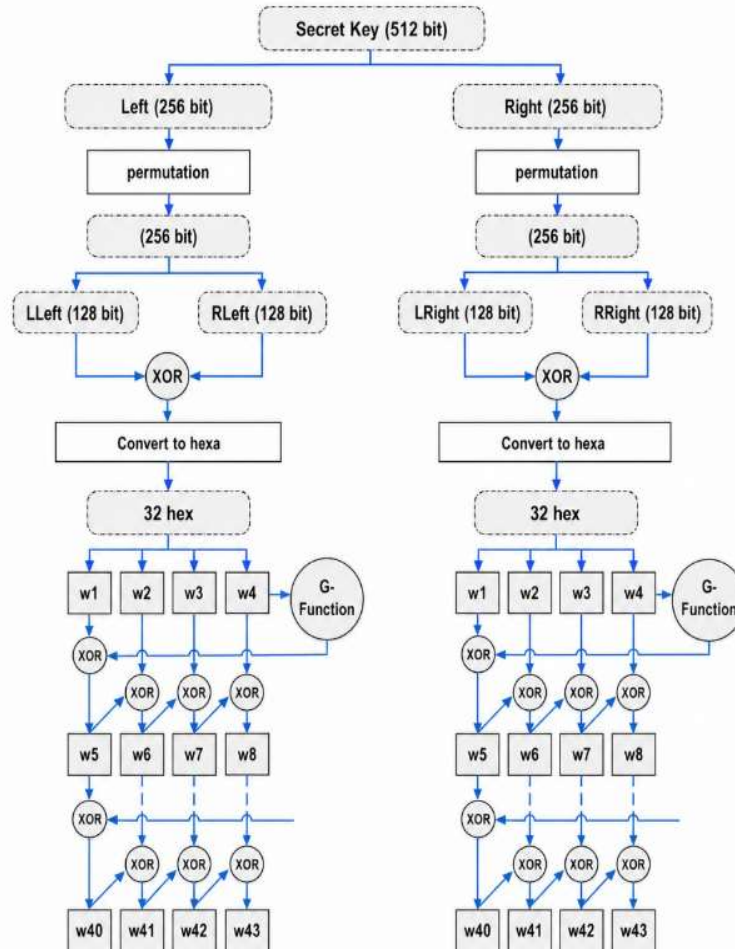 Secret Key (512 bit)
Left (256 bit)
Right (256 bit)
permutation
permutation
(256 bit)
(256 bit)
LLeft (128 bit)
RLeft (128 bit)
LRight (128 bit)
RRight (128 bit)
XOR
XOR
Convert to hexa
Convert to hexa
32 hex
32 hex
w1
w2
w3
w4
G-
Function
w1
w2
w3
w4
G-
Function
XOR
XOR
XOR
XOR
XOR
XOR
XOR
XOR
w5
w6
w7
w8
w5
w6
w7
w8
XOR
XOR
XOR
XOR
XOR
XOR
XOR
XOR
w40
w41
w42
w43
w40
w41
w42
w43